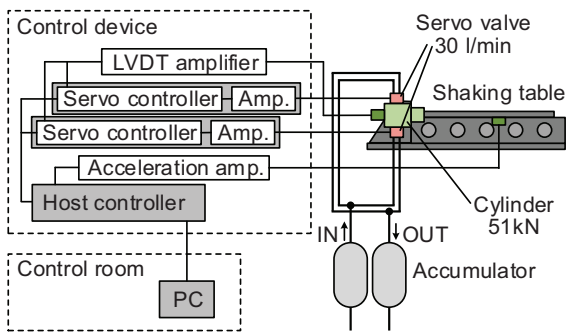 Control device
Servo valve
30 l/min
LVDT amplifier
Servo controller
Amp.
Shaking table
Servo controller
Amp.
Acceleration amp.
Host controller
Cylinder
51kN
IN
OUT
Control room
Accumulator
PC